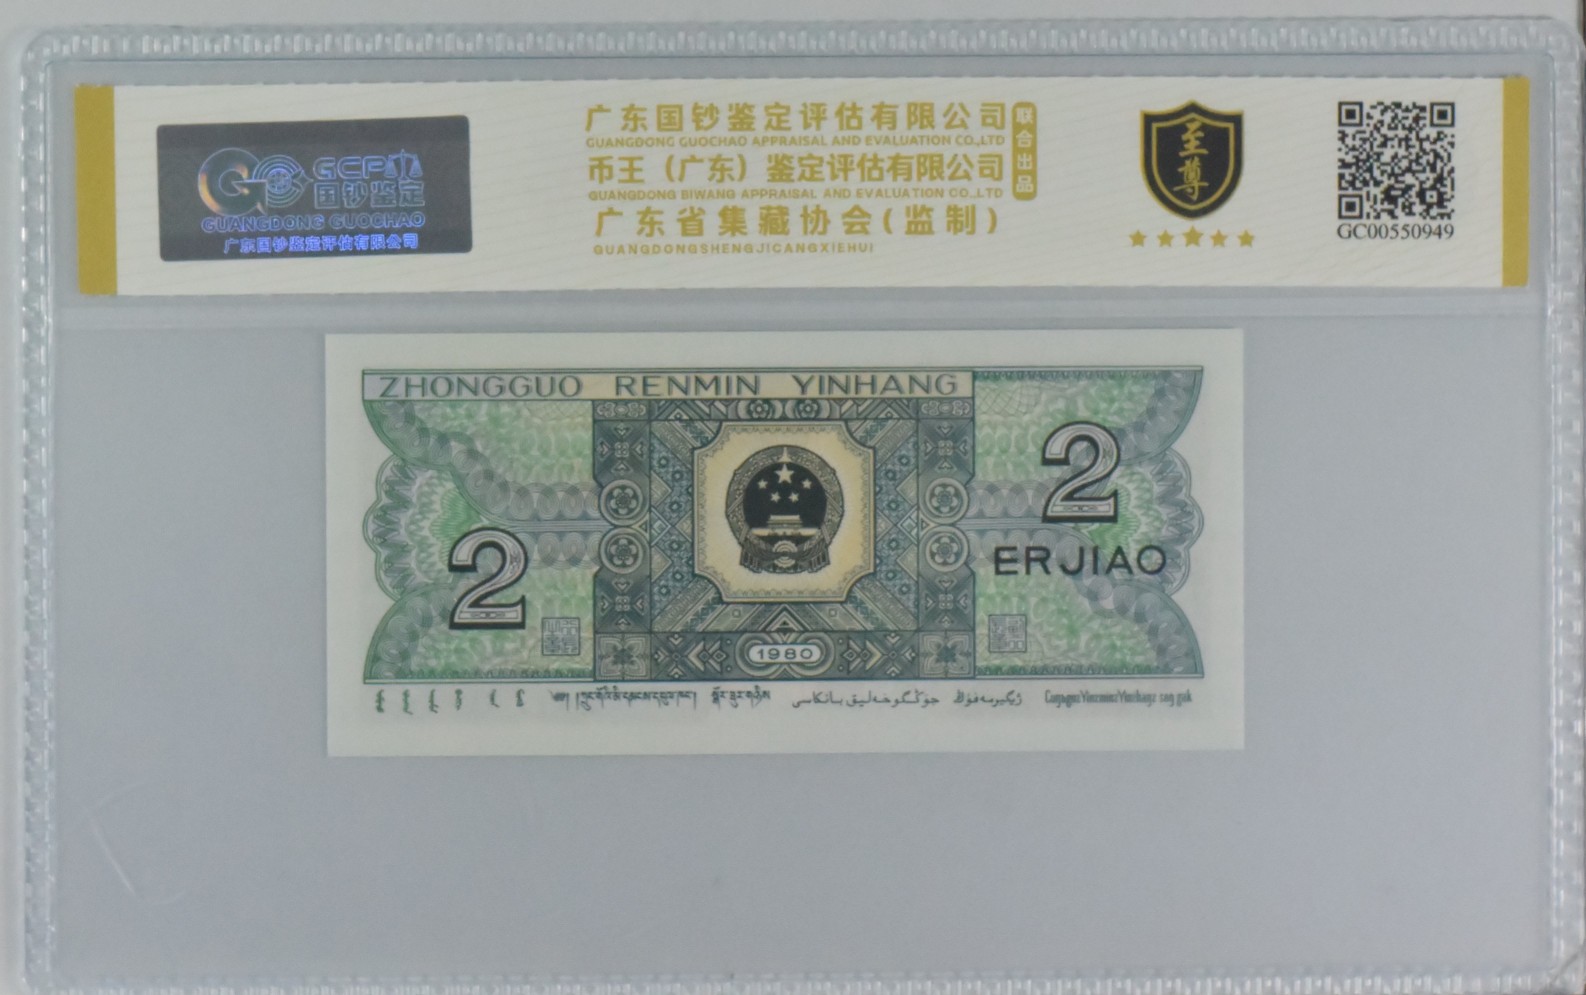 GCP
国钞鉴定
GUANGDONG GUOCHAO
广东国钞鉴定评估有限公司
广东国钞鉴定评估有限公司
GUANGDONG GUOCHAO APPRAISAL AND EVALUATION CO.,LTD
币王（广东）鉴定评估有限公司
GUANGDONG BIWANG APPRAISAL AND EVALUATION CO.,LTD
联合出品
广东省集藏协会(监制)
GUANGDONGSHENGJICANGXIEHUI
至尊
GC00550949
ZHONGGUO RENMIN YINHANG
2
ER JIAO
2
1980